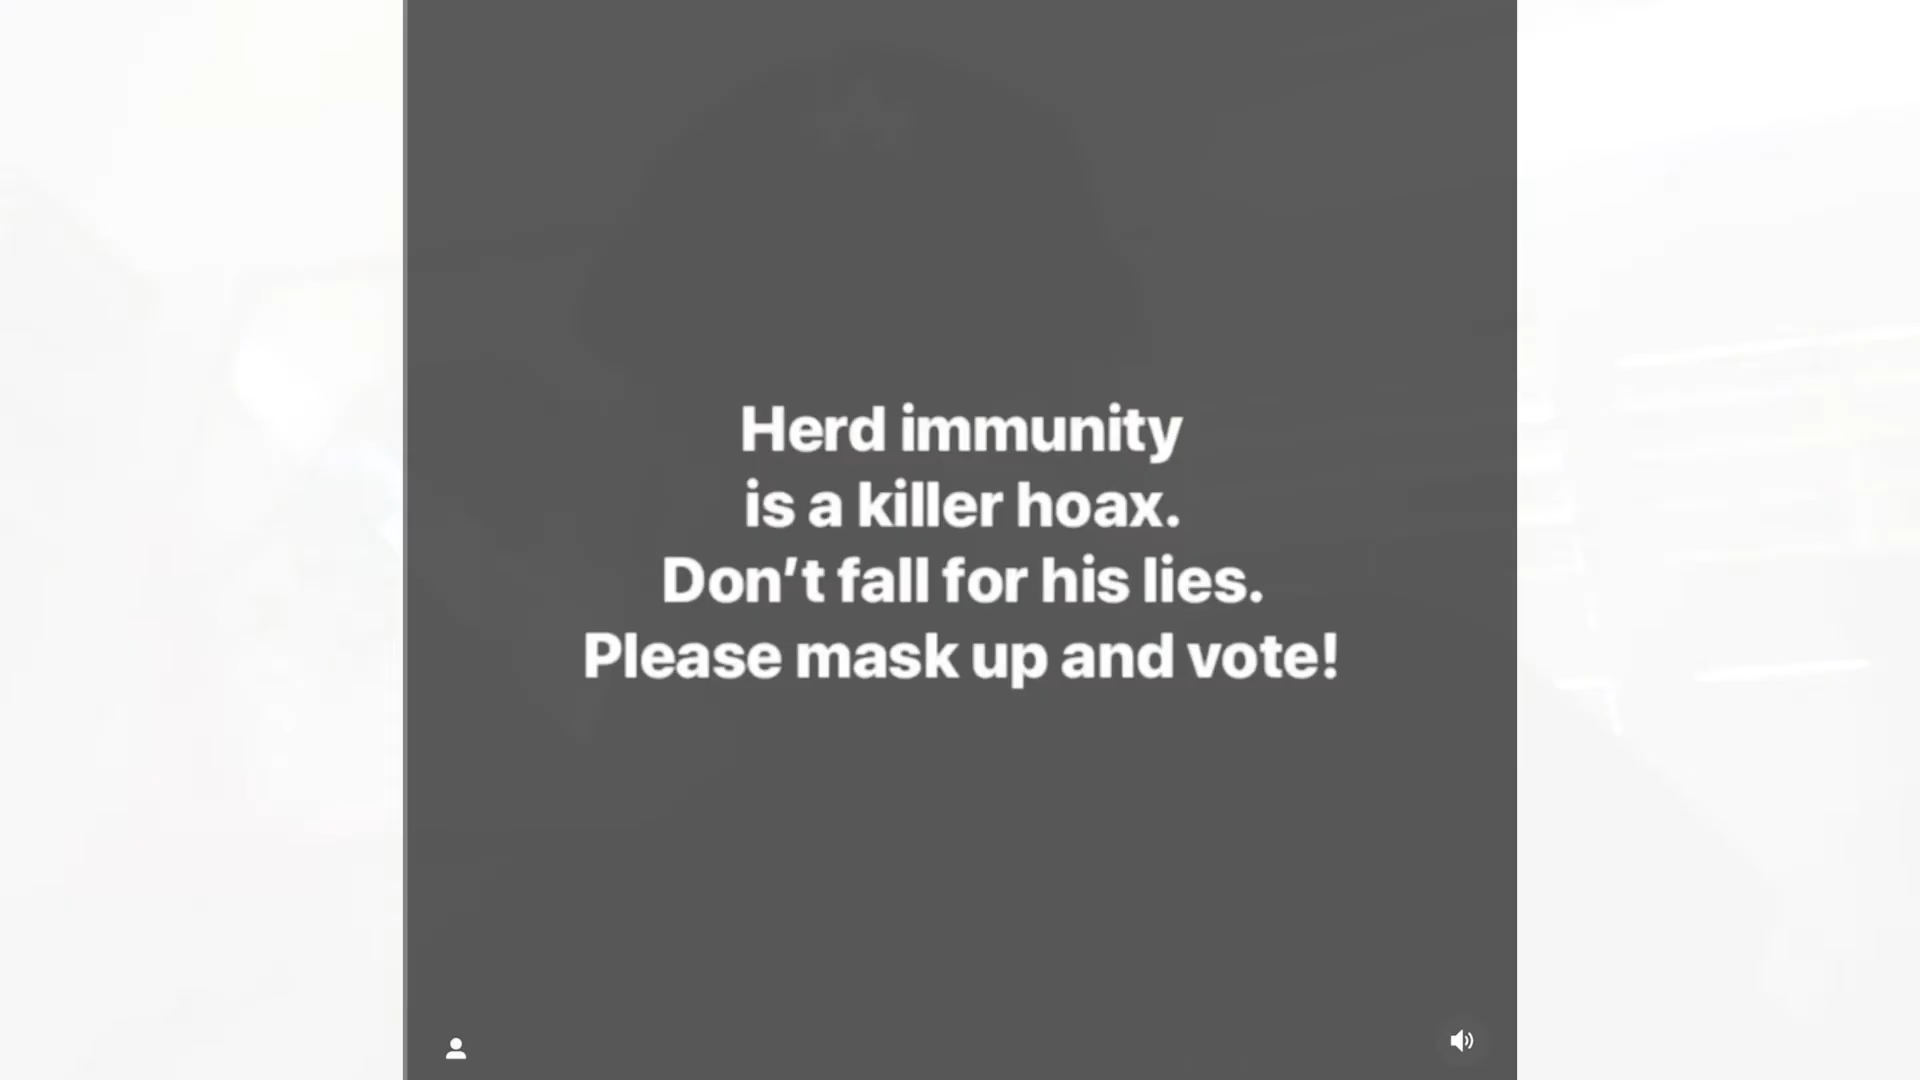 Herd immunity
is a killer hoax.
Don’t fall for his lies.
Please mask up and vote!